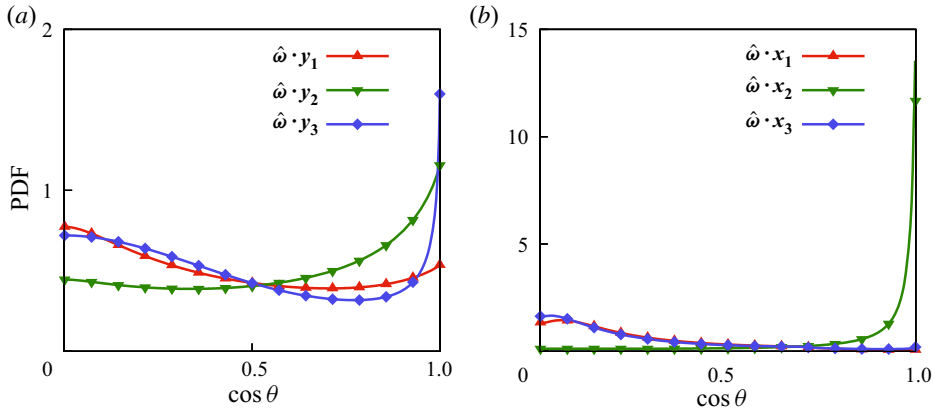 (a)
2
ω̂ · y₁
ω̂ · y₂
ω̂ · y₃
PDF
1
0
0.5
1.0
cos θ
(b)
15
ω̂ · x₁
ω̂ · x₂
ω̂ · x₃
10
5
0
0.5
1.0
cos θ